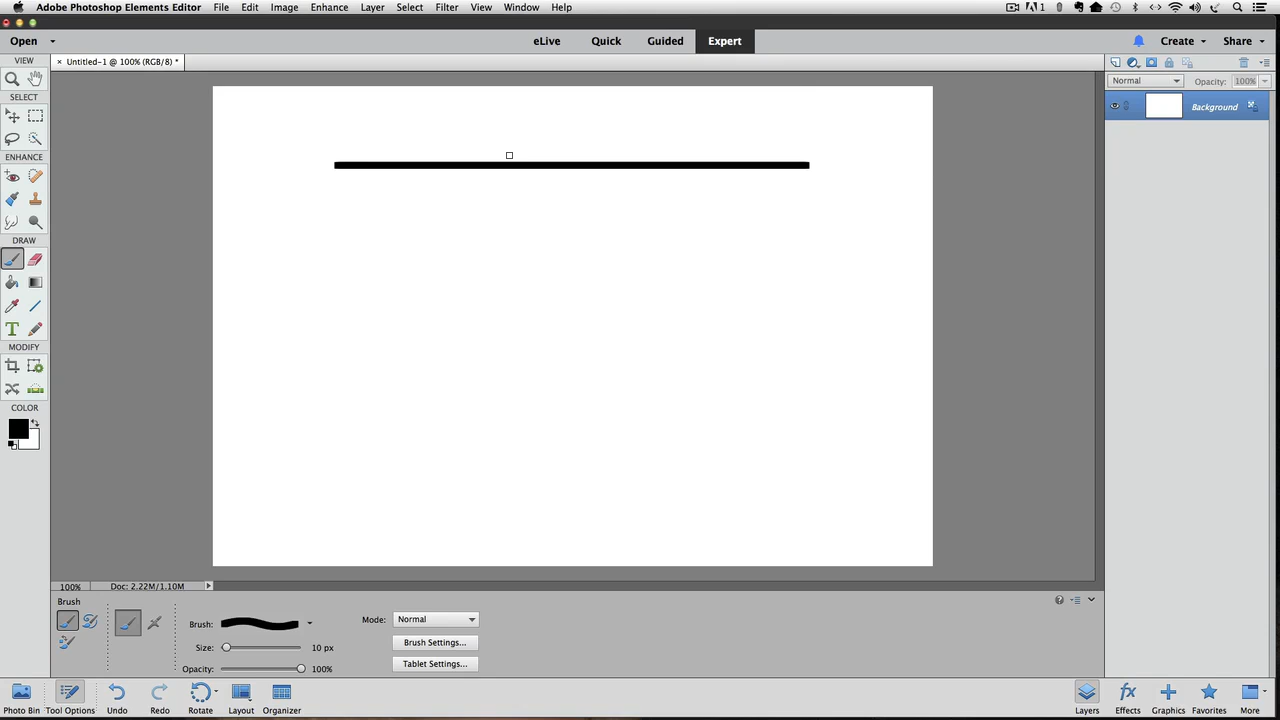 Adobe Photoshop Elements Editor File Edit Image Enhance Layer Select Filter View Window Help 1
Open eLive Quick Guided Expert Create Share
VIEW × Untitled-1 @ 100% (RGB/8) *
Normal Opacity: 100%
SELECT
Background
ENHANCE
DRAW
T
MODIFY
COLOR
100% Doc: 2.22M/1.10M
Brush
Brush: Mode: Normal
Size: 10 px Brush Settings...
Opacity: 100% Tablet Settings...
Photo Bin Tool Options Undo Redo Rotate Layout Organizer Layers Effects Graphics Favorites More